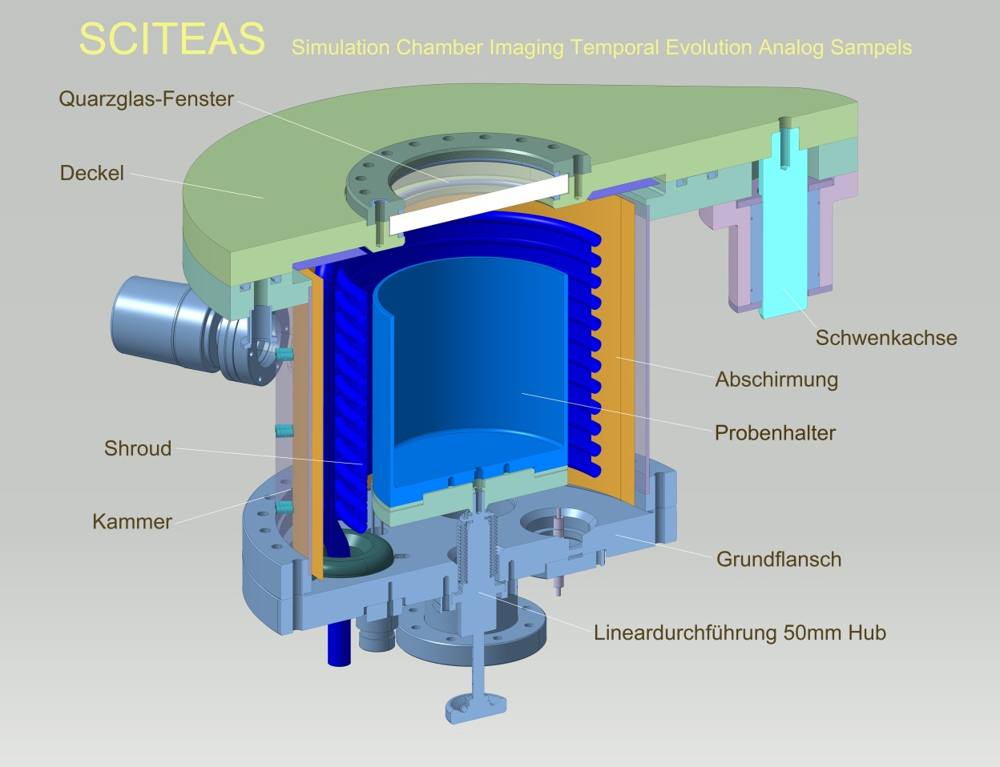 SCITEAS Simulation Chamber Imaging Temporal Evolution Analog Sampels
Quarzglas-Fenster
Deckel
Schwenkachse
Abschirmung
Probenhalter
Shroud
Kammer
Grundflansch
Lineardurchführung 50mm Hub